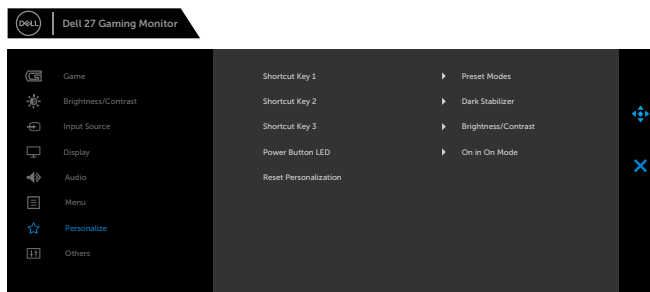 DELL
Dell 27 Gaming Monitor
Game
Brightness/Contrast
Input Source
Display
Audio
Menu
Personalize
Others
Shortcut Key 1 Preset Modes
Shortcut Key 2 Dark Stabilizer
Shortcut Key 3 Brightness/Contrast
Power Button LED On in On Mode
Reset Personalization